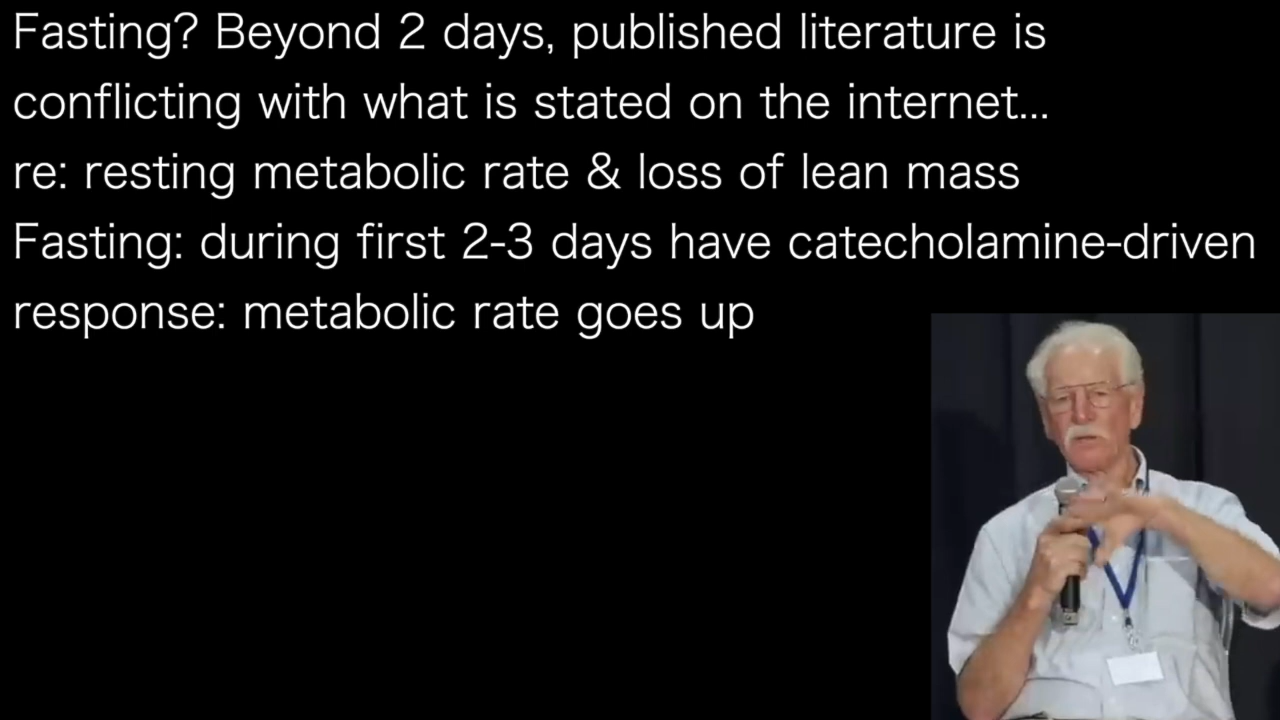 Fasting? Beyond 2 days, published literature is
conflicting with what is stated on the internet...
re: resting metabolic rate & loss of lean mass
Fasting: during first 2-3 days have catecholamine-driven
response: metabolic rate goes up